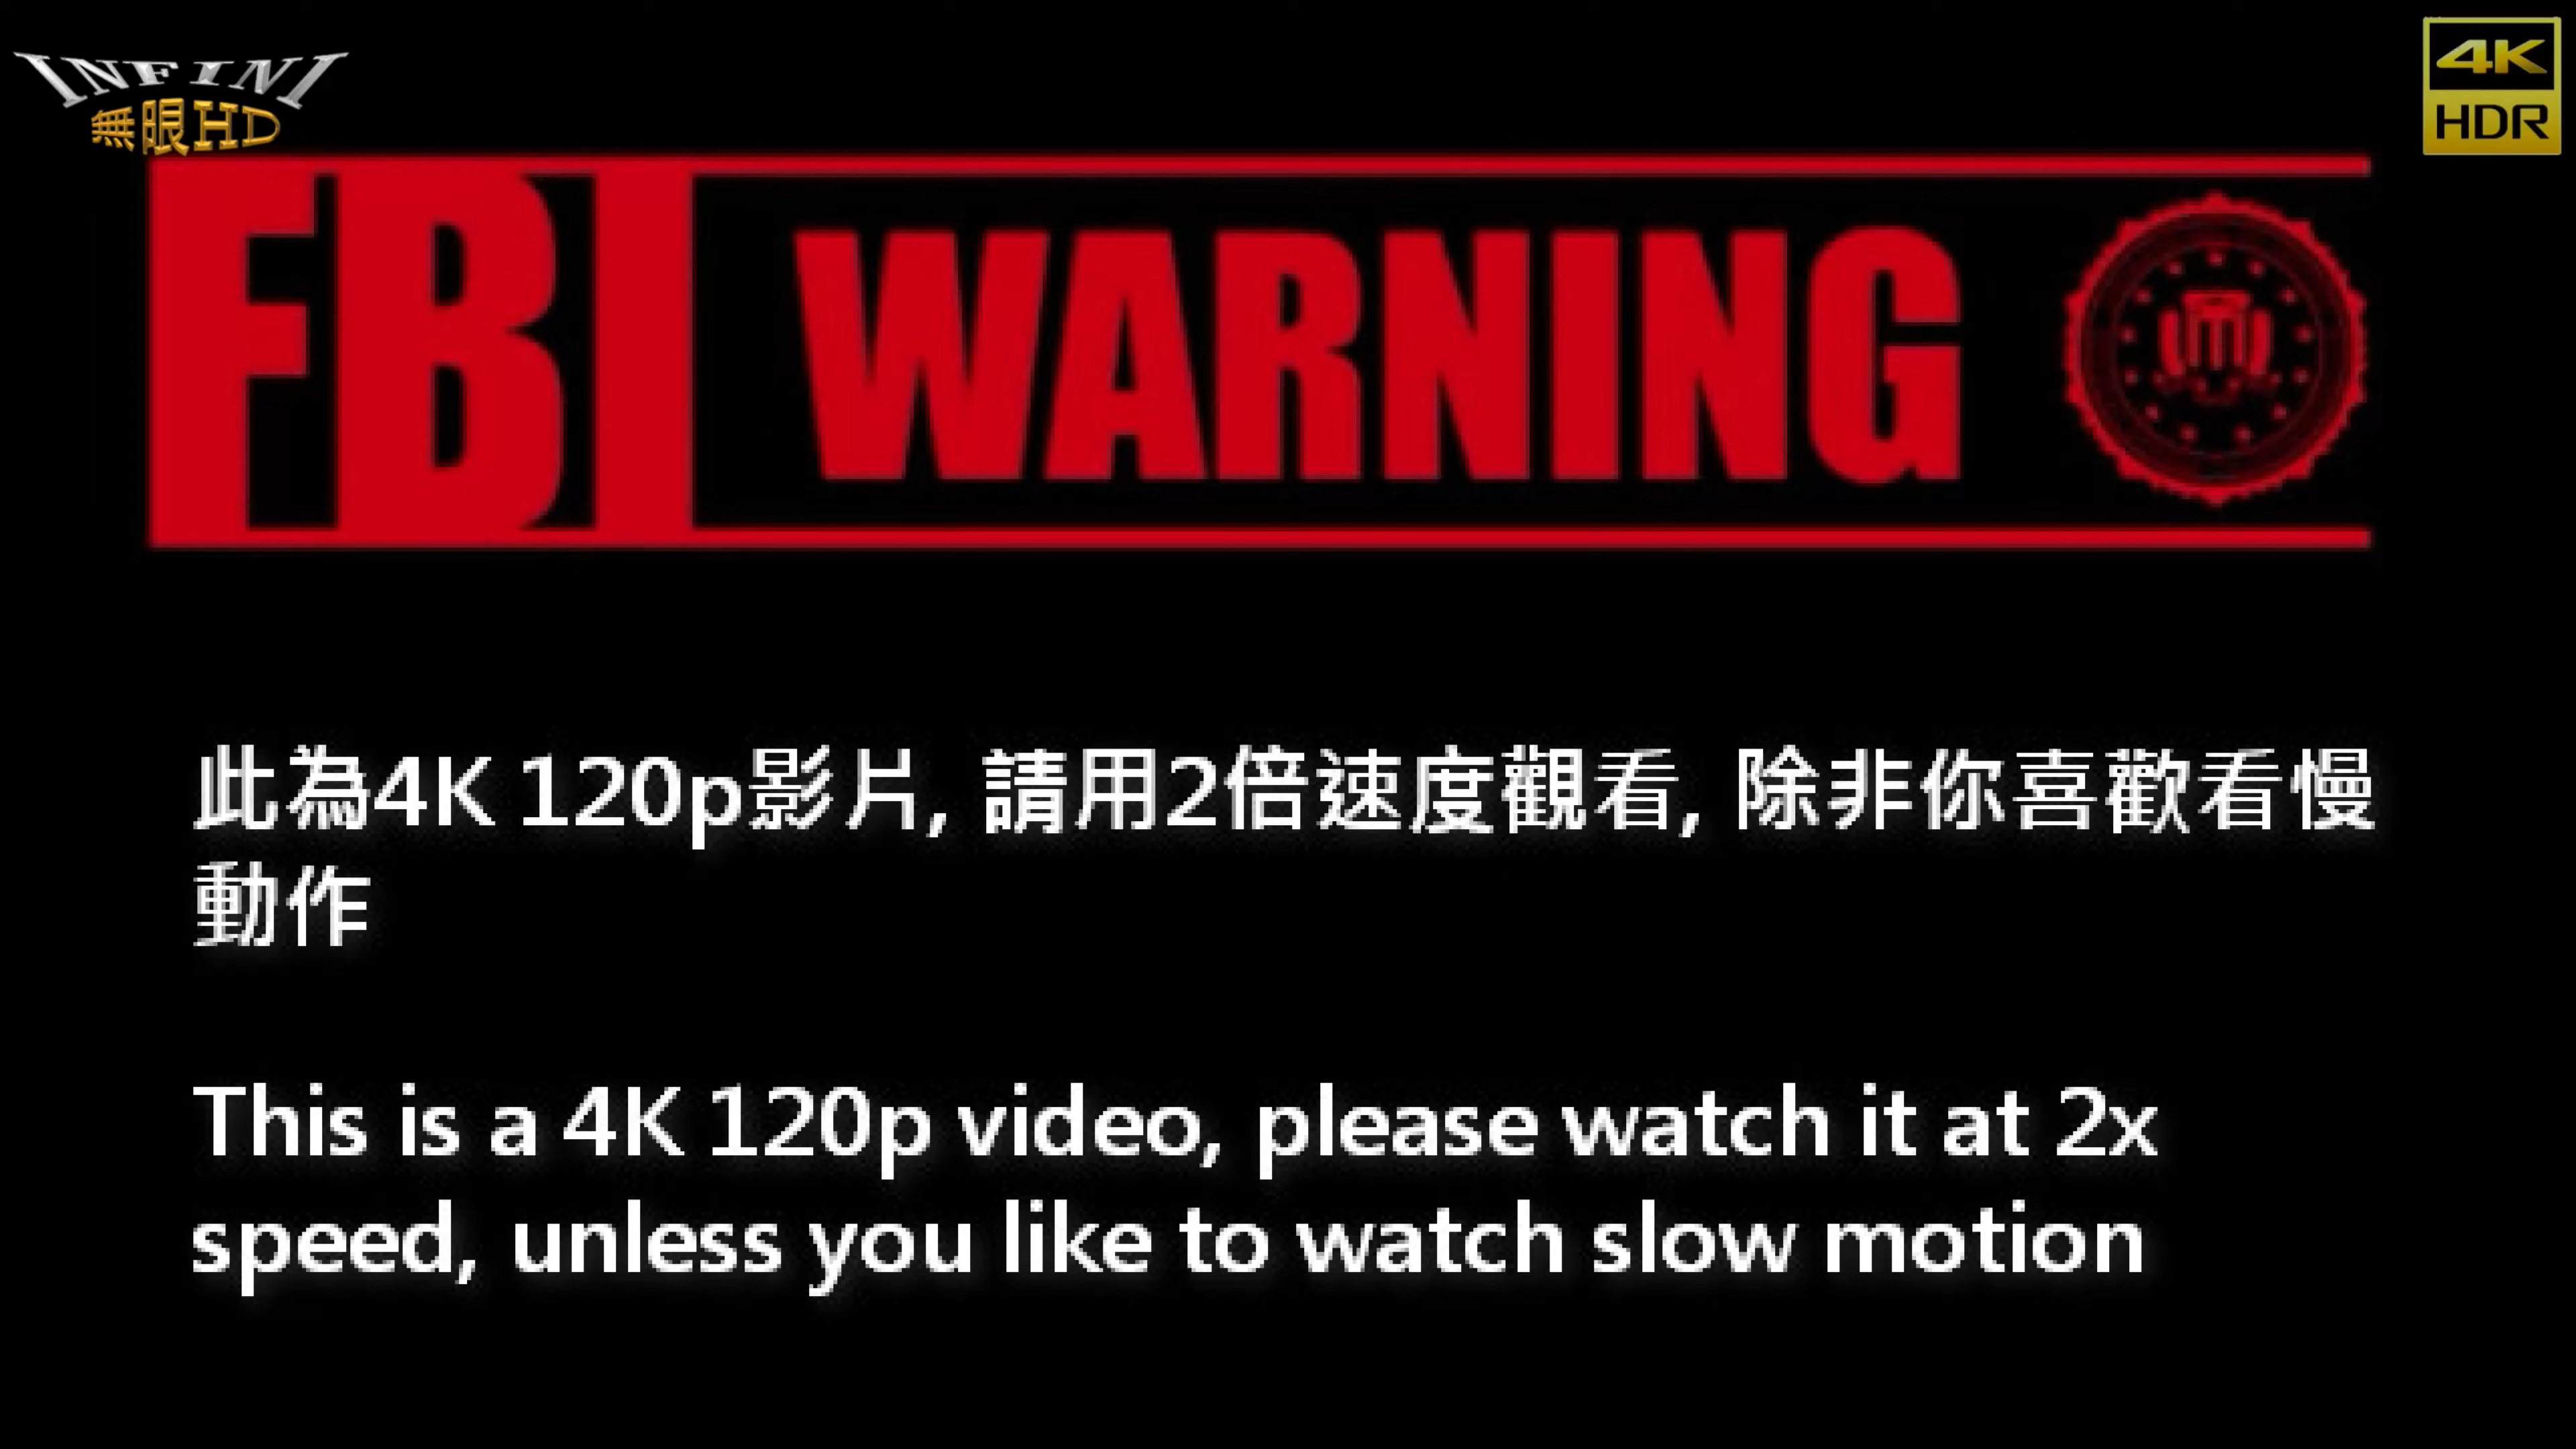 INFINI
無限HD
4K
HDR
FBI WARNING
此為4K 120p影片, 請用2倍速度觀看, 除非你喜歡看慢
動作
This is a 4K 120p video, please watch it at 2x
speed, unless you like to watch slow motion